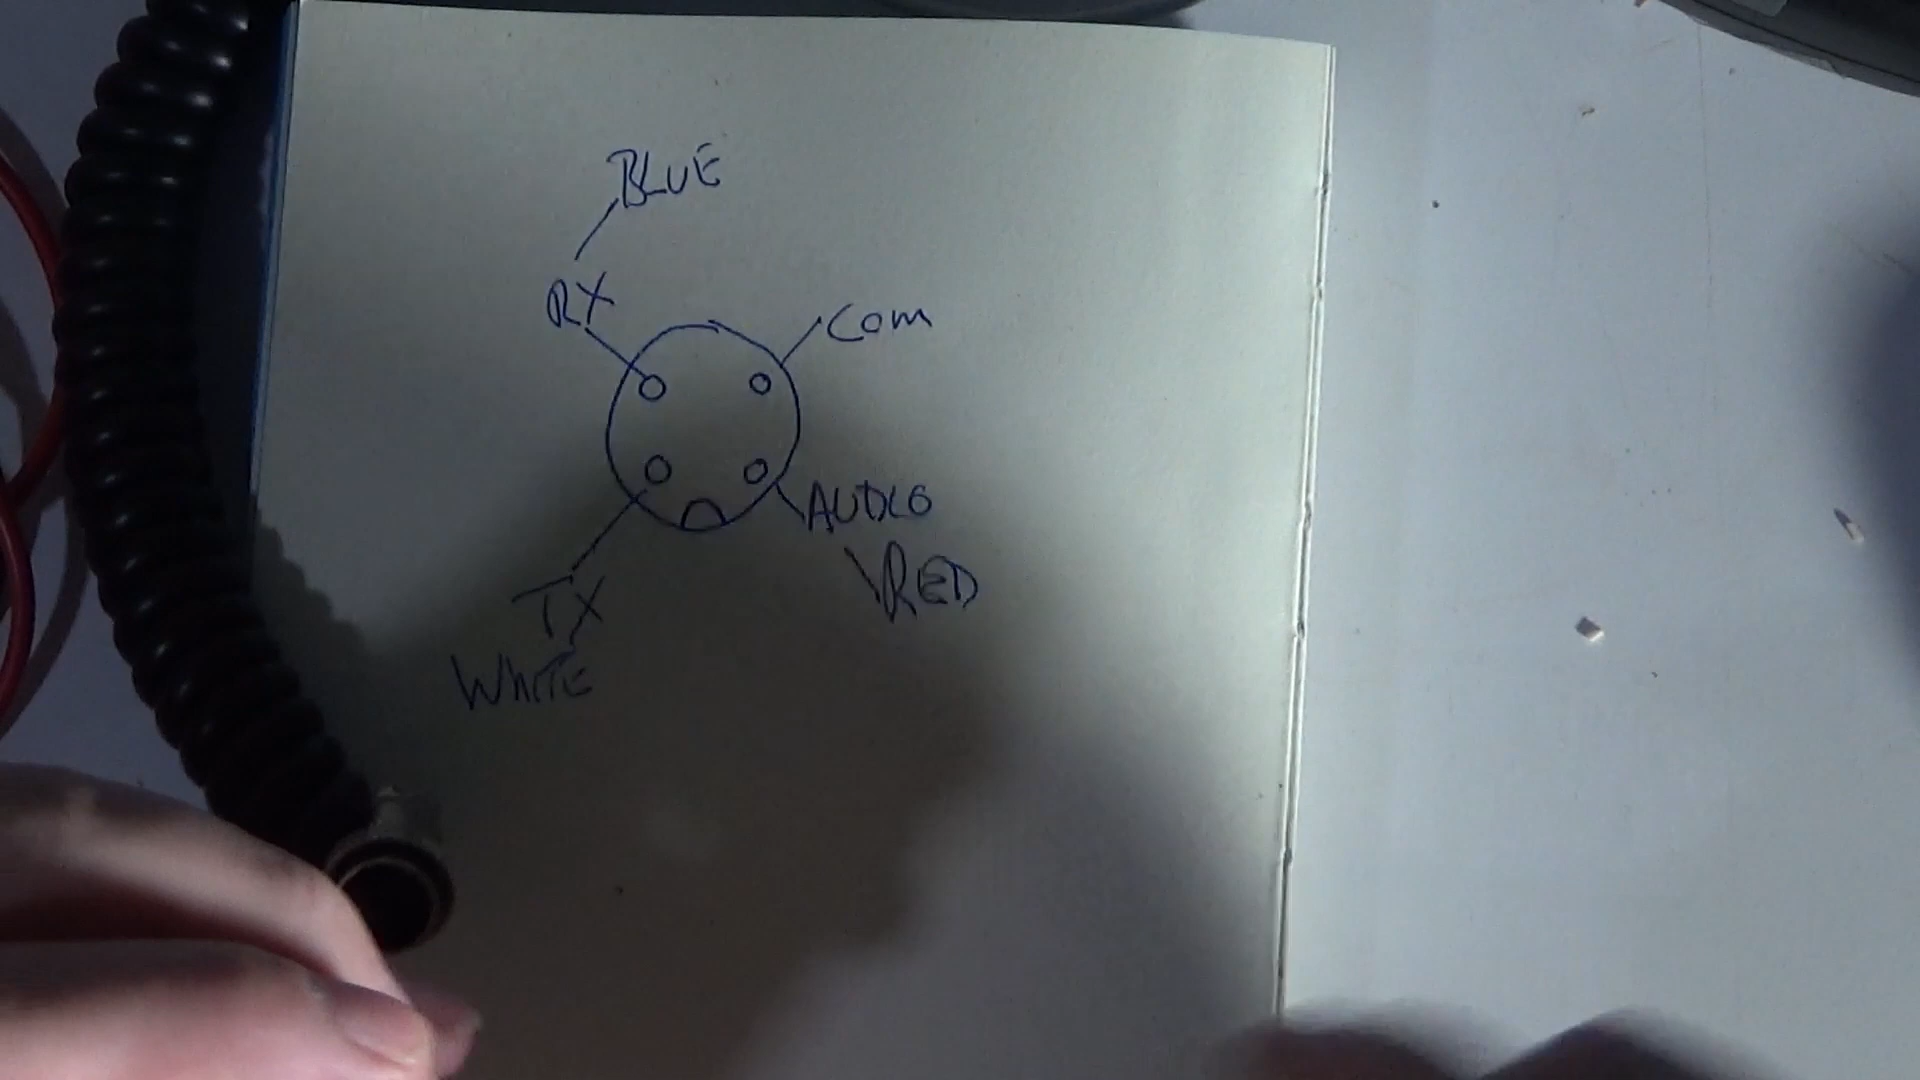 BLUE
RX
Com
AUDIO
RED
TX
WHITE